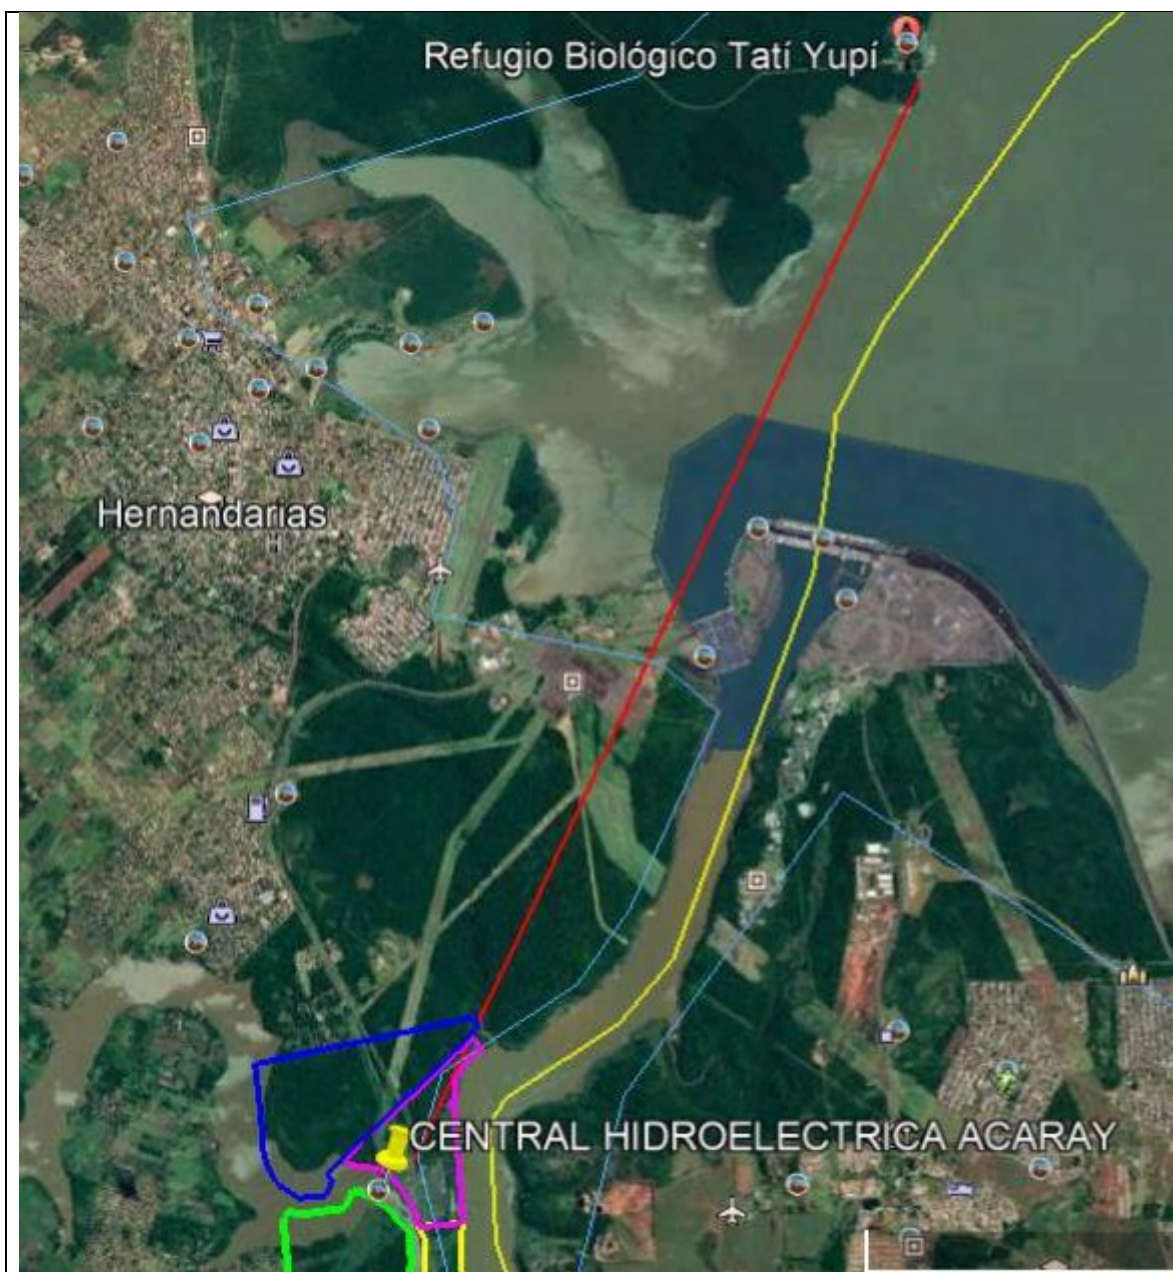 Refugio Biológico Tatí Yupí
Hernandarias
CENTRAL HIDROELECTRICA ACARAY